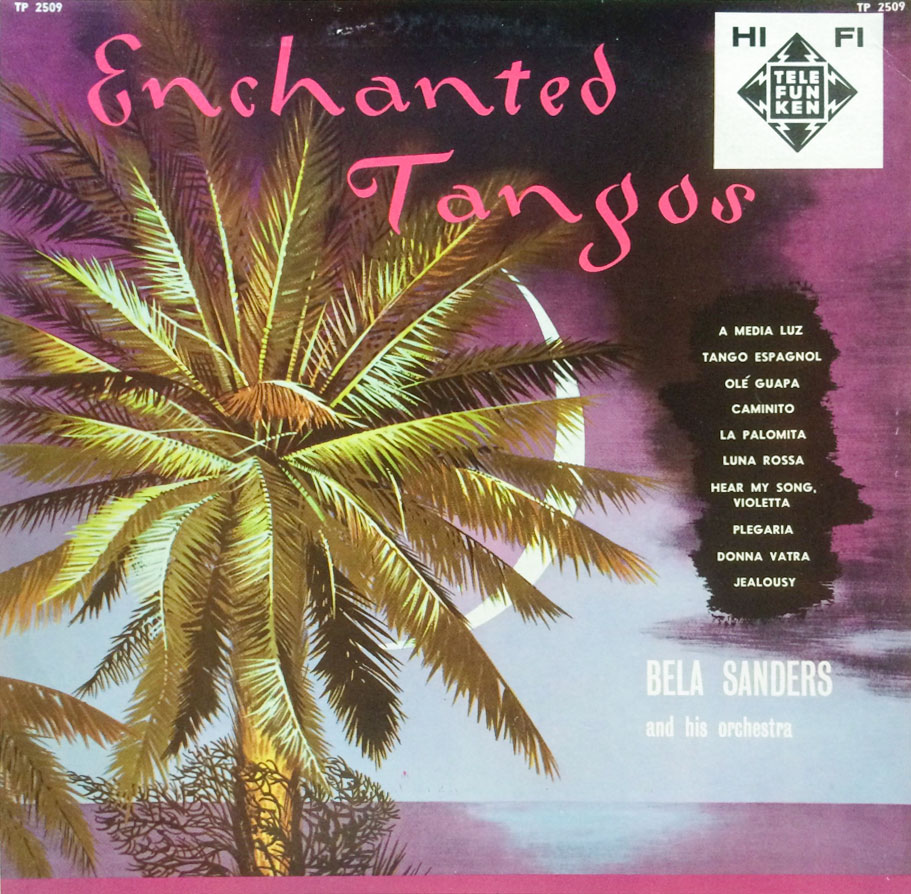 TP 2509
TP 2509
Enchanted
Tangos
HI FI
TELE
FUN
KEN
A MEDIA LUZ
TANGO ESPAGNOL
OLÉ GUAPA
CAMINITO
LA PALOMITA
LUNA ROSSA
HEAR MY SONG,
VIOLETTA
PLEGARIA
DONNA VATRA
JEALOUSY
BELA SANDERS
and his orchestra